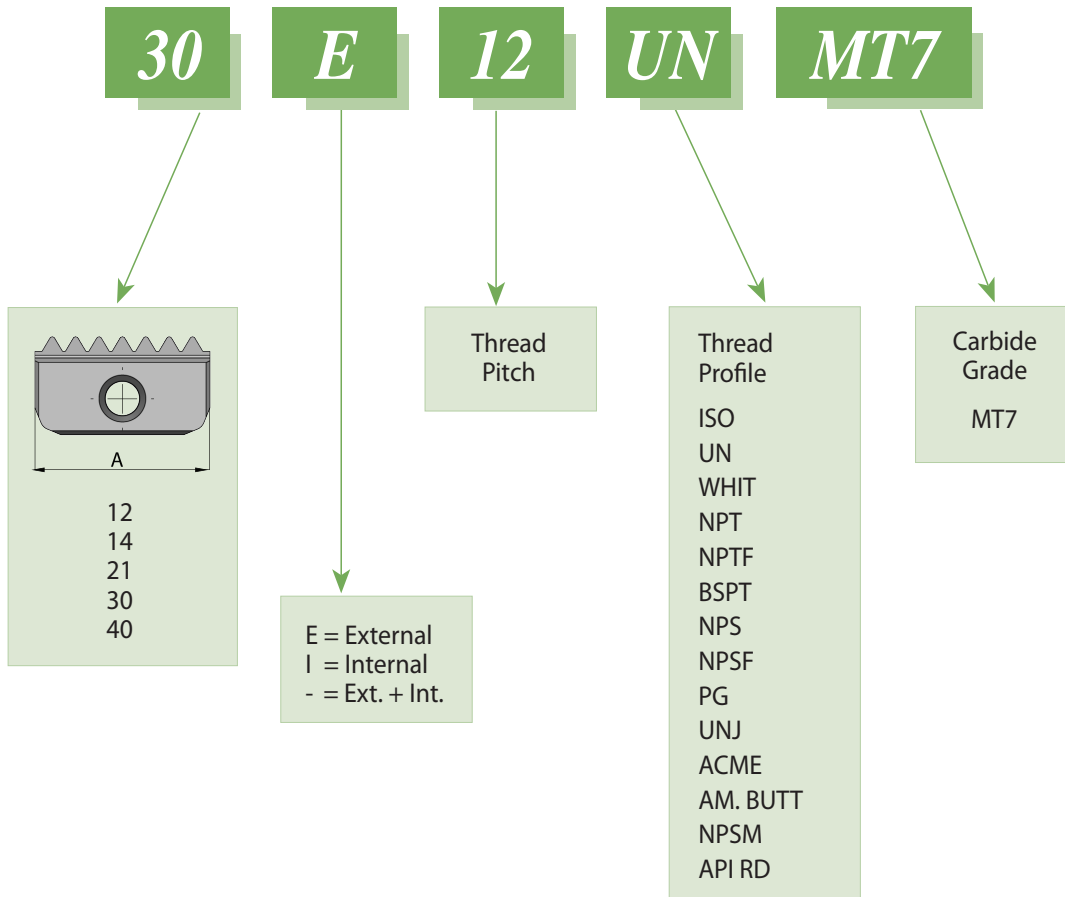 30 E 12 UN MT7
A
12
14
21
30
40
E = External
I = Internal
- = Ext. + Int.
Thread
Pitch
Thread
Profile
ISO
UN
WHIT
NPT
NPTF
BSPT
NPS
NPSF
PG
UNJ
ACME
AM. BUTT
NPSM
API RD
Carbide
Grade
MT7